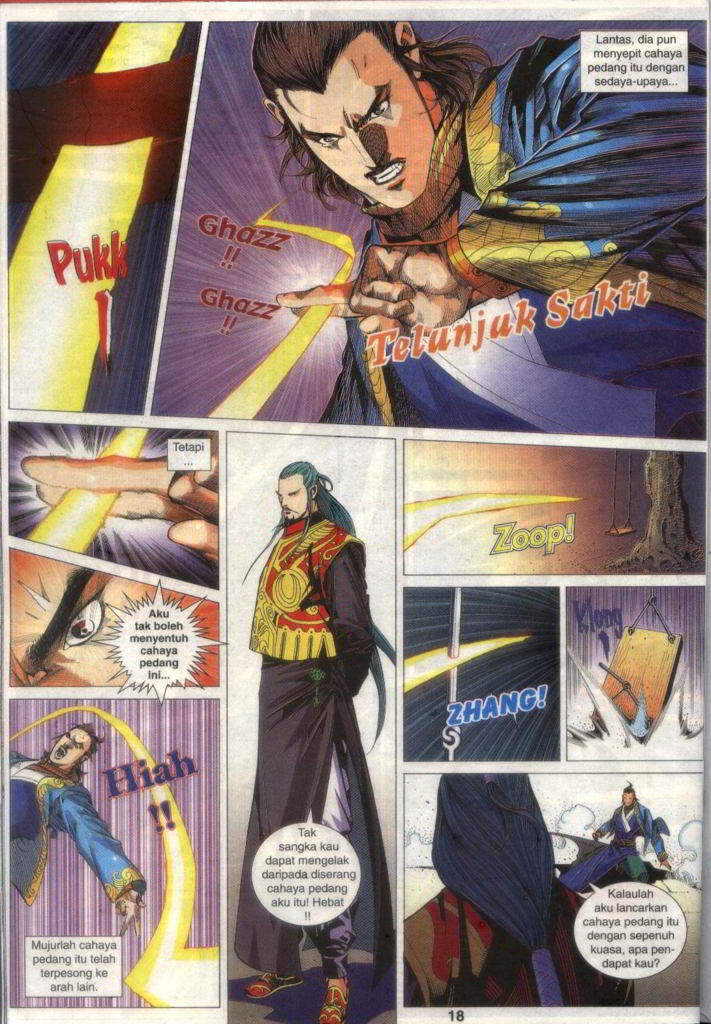 Pukk
!
Lantas, dia pun
menyepit cahaya
pedang itu dengan
sedaya-upaya...
Ghazz
!!
Ghazz
!!
Telunjuk Sakti
Tetapi
...
Aku
tak boleh
menyentuh
cahaya
pedang
ini...
Hiah
!!
Mujurlah cahaya
pedang itu telah
terpesong ke
arah lain.
Tak
sangka kau
dapat mengelak
daripada diserang
cahaya pedang
aku itu! Hebat
!!
Zoop!
ZHANG!
Klong
!
Kalaulah
aku lancarkan
cahaya pedang itu
dengan sepenuh
kuasa, apa pen-
dapat kau?
18